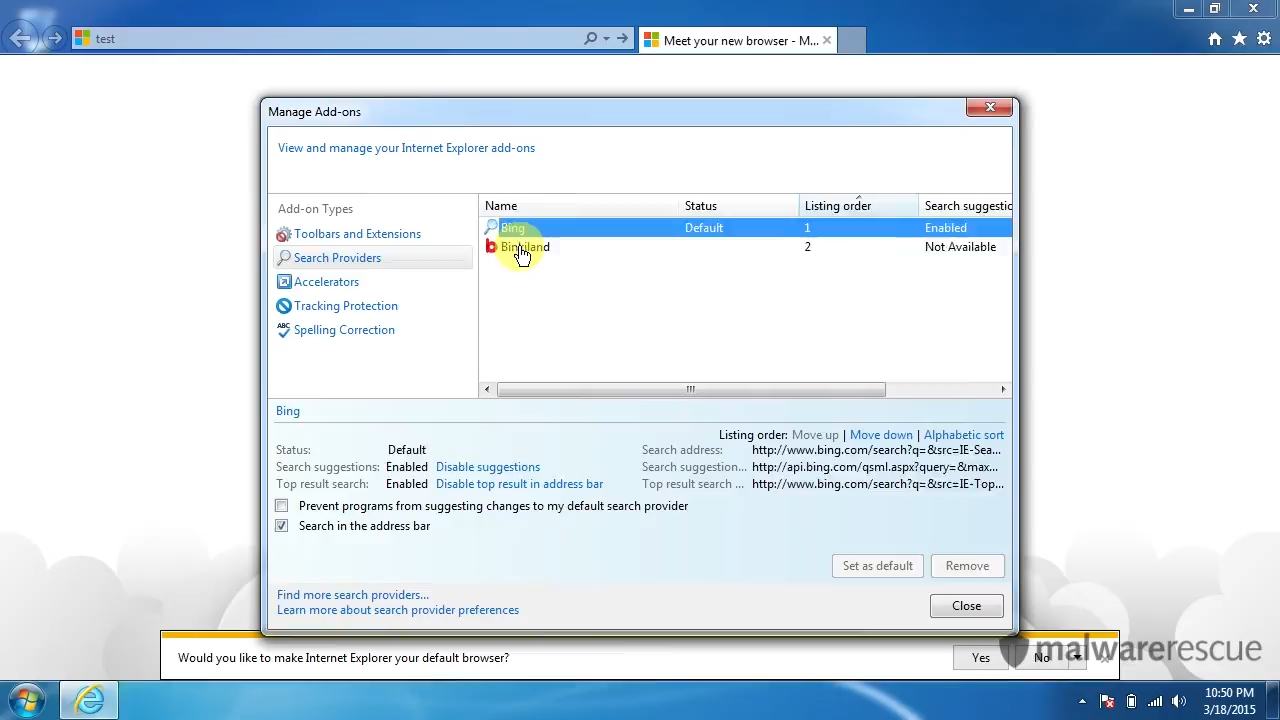 test
Meet your new browser - M...
Manage Add-ons
View and manage your Internet Explorer add-ons
Add-on Types
Toolbars and Extensions
Search Providers
Accelerators
Tracking Protection
Spelling Correction
Name Status Listing order Search suggestio
Bing Default 1 Enabled
Binkiland 2 Not Available
Bing
Listing order: Move up | Move down | Alphabetic sort
Status: Default Search address: http://www.bing.com/search?q=&src=IE-Sea...
Search suggestions: Enabled Disable suggestions Search suggestion... http://api.bing.com/qsml.aspx?query=&max...
Top result search: Enabled Disable top result in address bar Top result search ... http://www.bing.com/search?q=&src=IE-Top...
Prevent programs from suggesting changes to my default search provider
Search in the address bar
Set as default Remove
Find more search providers...
Learn more about search provider preferences
Close
Would you like to make Internet Explorer your default browser? Yes No
malwarerescue
10:50 PM
3/18/2015